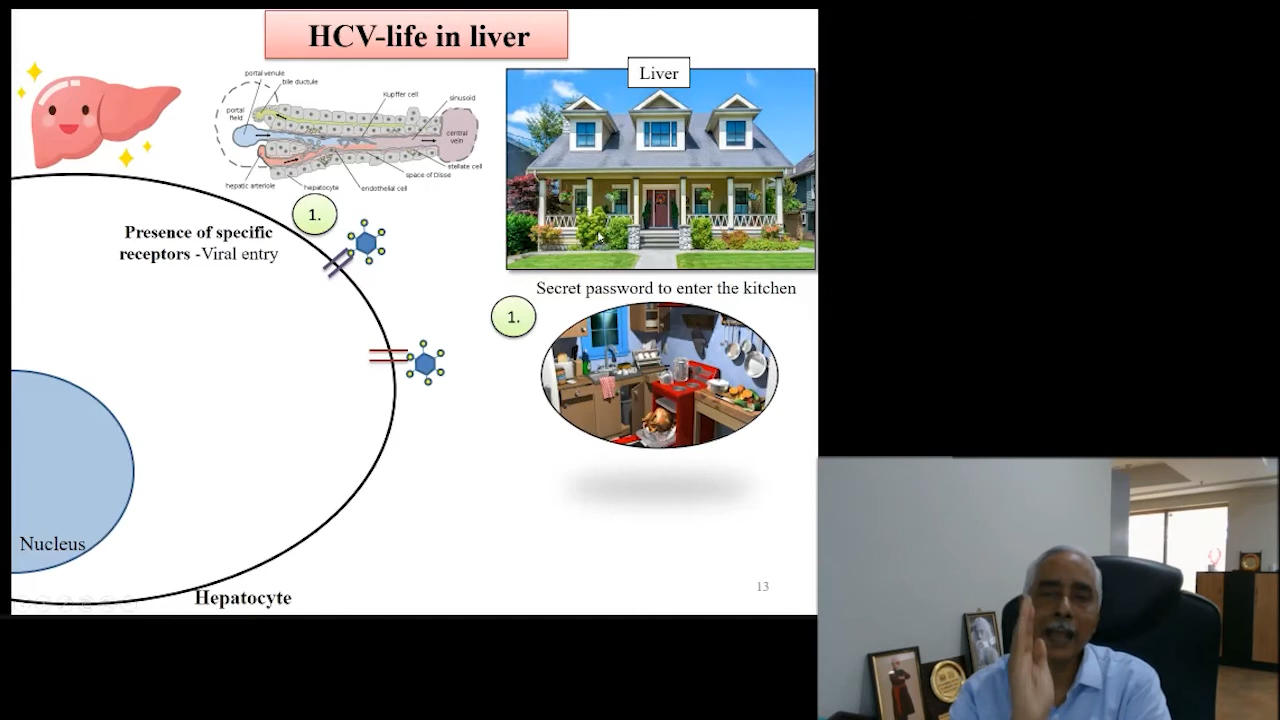 HCV-life in liver
portal venule
bile ductule
Kupffer cell
sinusoid
portal
field
central
vein
stellate cell
space of Disse
hepatic arteriole
hepatocyte
endothelial cell
Liver
1.
Presence of specific
receptors -Viral entry
Secret password to enter the kitchen
1.
Nucleus
Hepatocyte
13